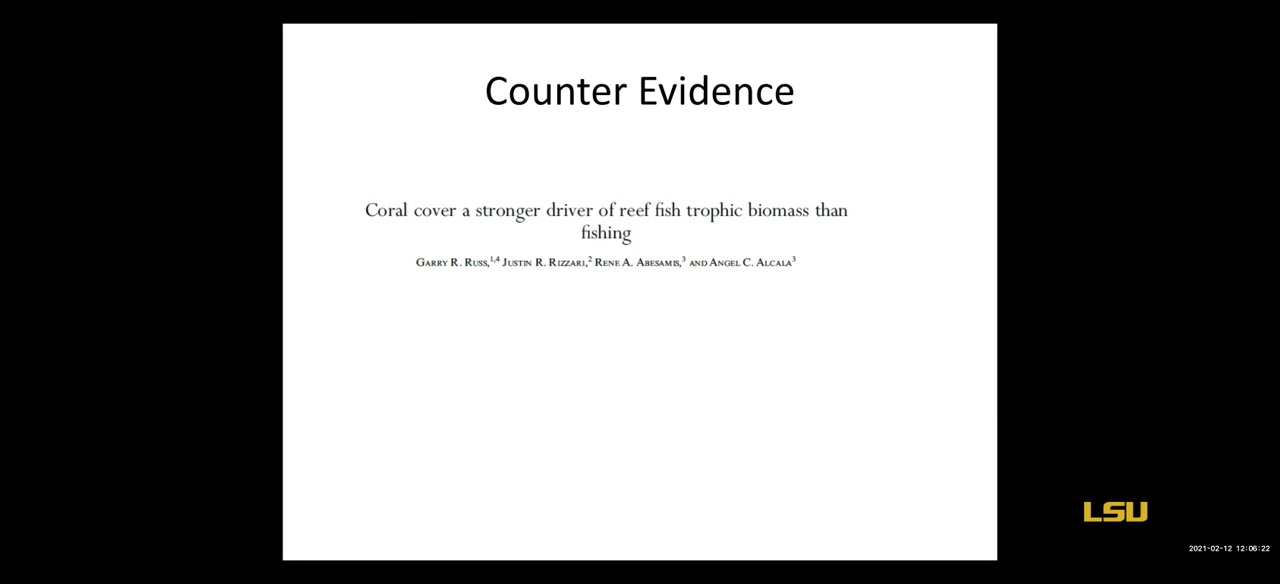 Counter Evidence
Coral cover a stronger driver of reef fish trophic biomass than
fishing
GARRY R. RUSS,1,4 JUSTIN R. RIZZARI,2 RENE A. ABESAMIS,3 AND ANGEL C. ALCALA3
LSU
2021-02-12 12:06:22